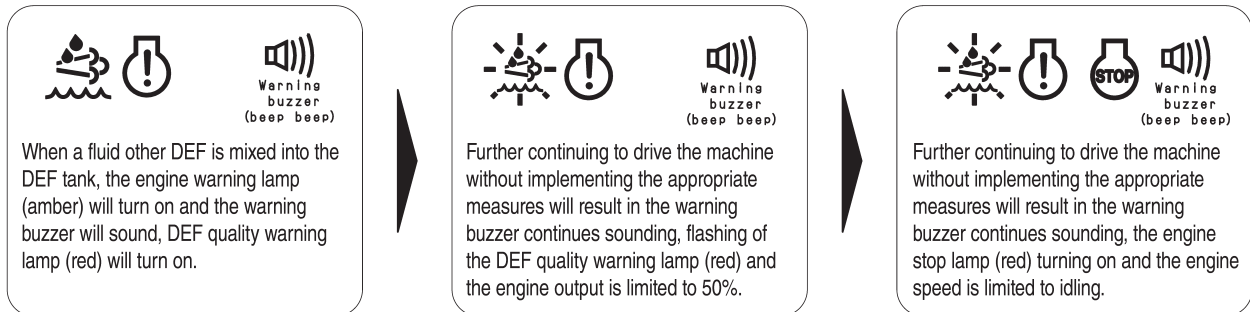 Warning
buzzer
(beep beep)
When a fluid other DEF is mixed into the
DEF tank, the engine warning lamp
(amber) will turn on and the warning
buzzer will sound, DEF quality warning
lamp (red) will turn on.
Warning
buzzer
(beep beep)
Further continuing to drive the machine
without implementing the appropriate
measures will result in the warning
buzzer continues sounding, flashing of
the DEF quality warning lamp (red) and
the engine output is limited to 50%.
STOP
Warning
buzzer
(beep beep)
Further continuing to drive the machine
without implementing the appropriate
measures will result in the warning
buzzer continues sounding, the engine
stop lamp (red) turning on and the engine
speed is limited to idling.